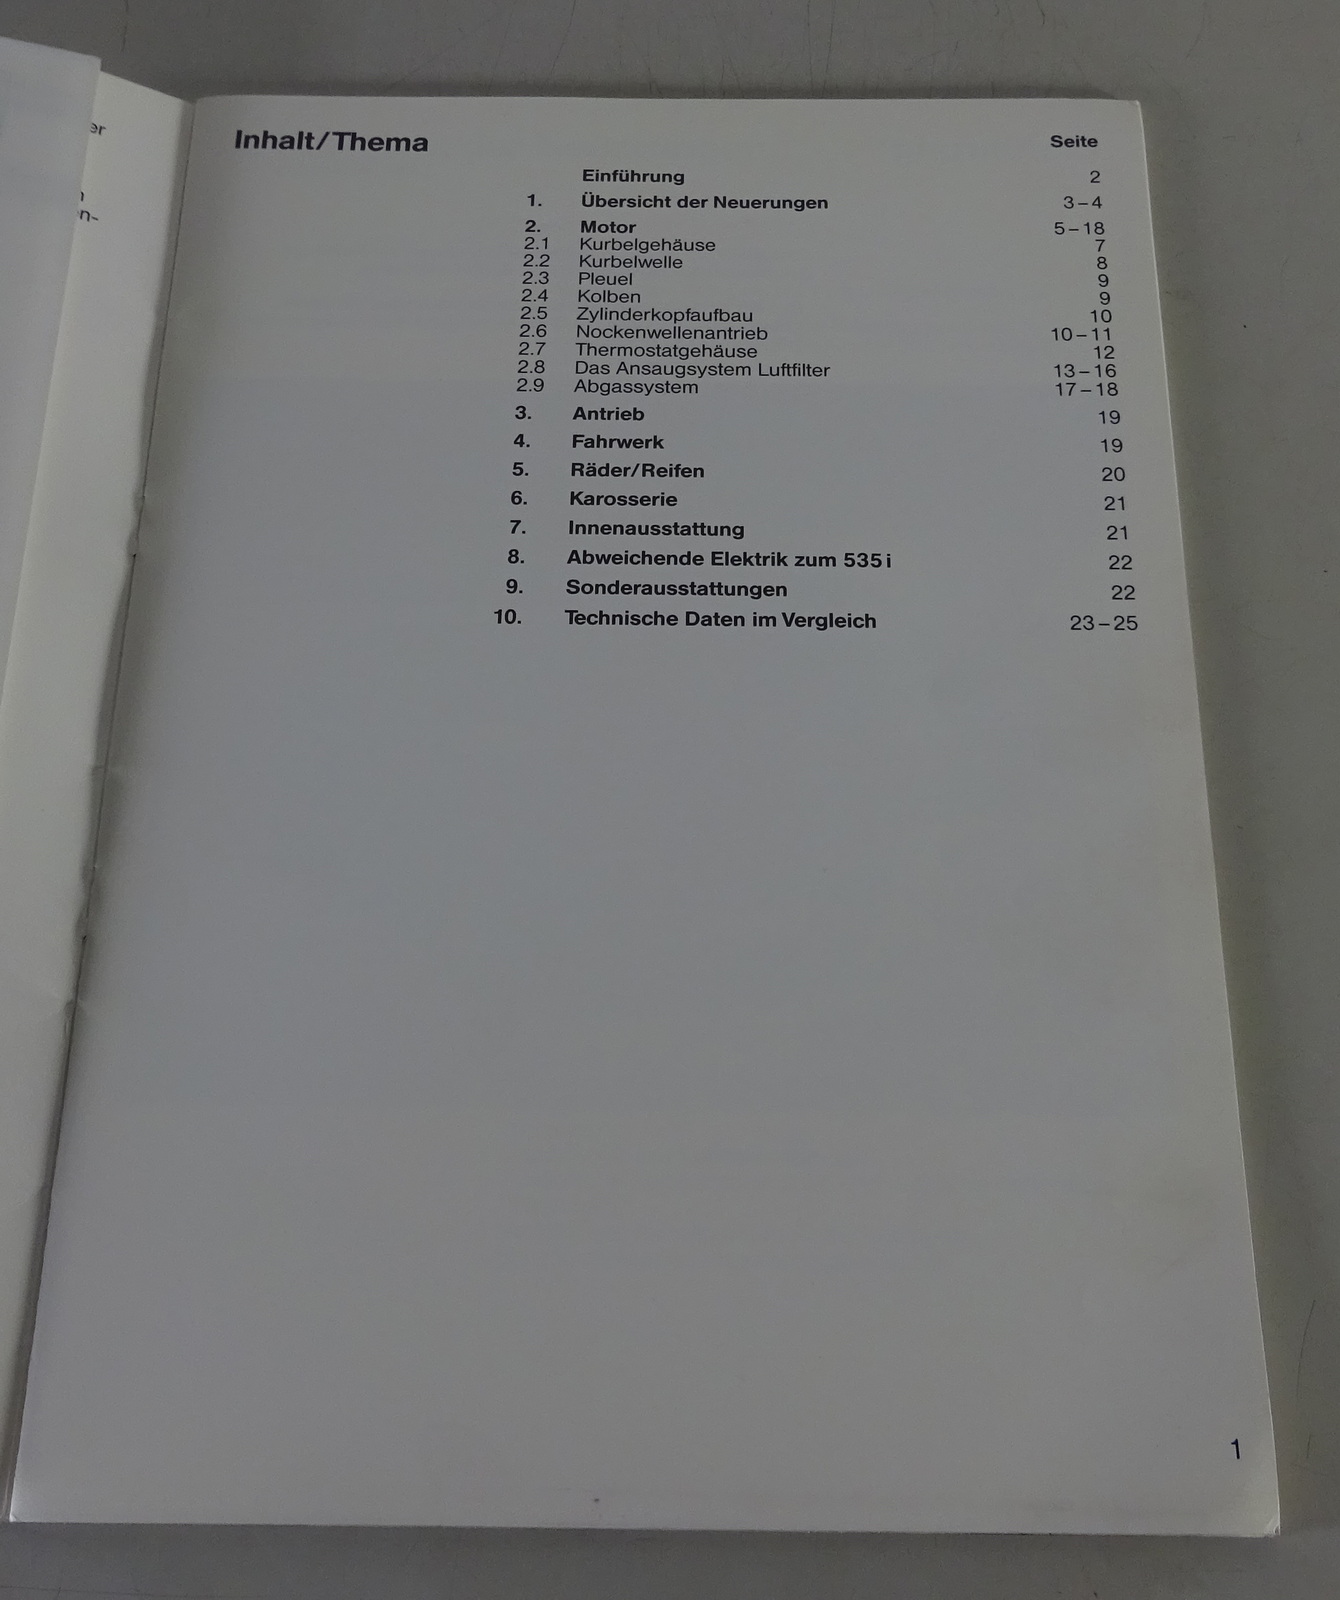 er
n-
Inhalt/Thema Seite
Einführung 2
1. Übersicht der Neuerungen 3–4
2. Motor 5–18
2.1 Kurbelgehäuse 7
2.2 Kurbelwelle 8
2.3 Pleuel 9
2.4 Kolben 9
2.5 Zylinderkopfaufbau 10
2.6 Nockenwellenantrieb 10–11
2.7 Thermostatgehäuse 12
2.8 Das Ansaugsystem Luftfilter 13–16
2.9 Abgassystem 17–18
3. Antrieb 19
4. Fahrwerk 19
5. Räder/Reifen 20
6. Karosserie 21
7. Innenausstattung 21
8. Abweichende Elektrik zum 535i 22
9. Sonderausstattungen 22
10. Technische Daten im Vergleich 23–25
1